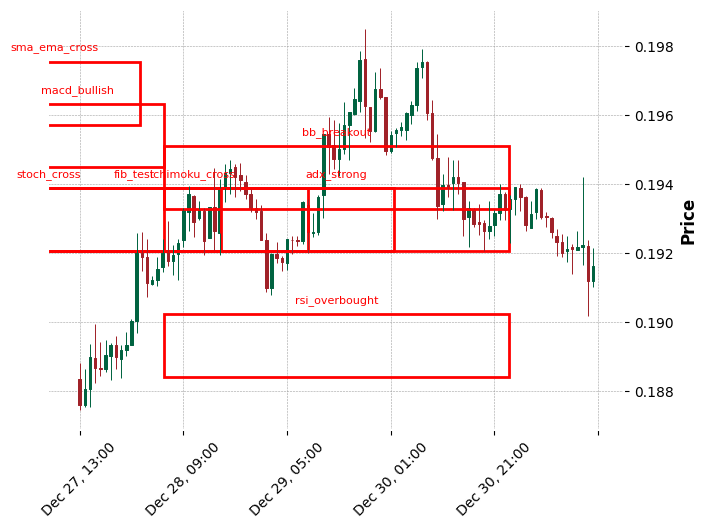 sma_ema_cross
macd_bullish
bb_breakout
stoch_cross
fib_test
ichimoku_cross
adx_strong
rsi_overbought
0.198
0.196
0.194
0.192
0.190
0.188
Price
Dec 27, 13:00
Dec 28, 09:00
Dec 29, 05:00
Dec 30, 01:00
Dec 30, 21:00